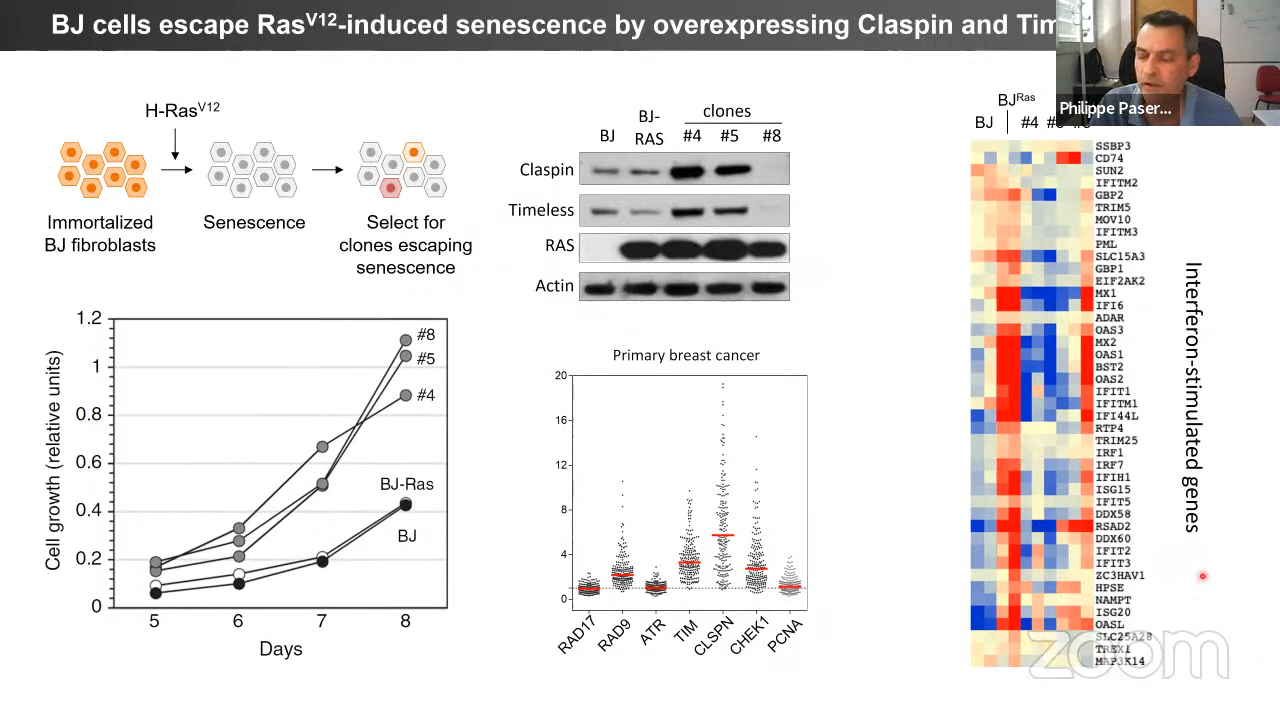 BJ cells escape Ras^V12-induced senescence by overexpressing Claspin and Tim
Philippe Paser...
H-Ras^V12
Immortalized
BJ fibroblasts
Senescence
Select for
clones escaping
senescence
clones
BJ
BJ-
RAS
#4
#5
#8
Claspin
Timeless
RAS
Actin
1.2
1
0.8
0.6
0.4
0.2
0
5
6
7
8
Days
Cell growth (relative units)
#8
#5
#4
BJ-Ras
BJ
Primary breast cancer
20
16
12
8
4
0
RAD17
RAD9
ATR
TIM
CLSPN
CHEK1
PCNA
BJ^Ras
BJ
#4
SSBP3
CD74
SUN2
IFITM2
GBP2
TRIM5
MOV10
IFITM3
PML
SLC15A3
GBP1
EIF2AK2
MX1
IFI6
ADAR
OAS3
MX2
OAS1
BST2
OAS2
IFIT1
IFITM1
IFI44L
RTP4
TRIM25
IRF1
IRF7
IFIH1
ISG15
IFIT5
DDX58
RSAD2
DDX60
IFIT2
IFIT3
ZC3HAV1
HPSE
NAMPT
ISG20
OASL
SLC25A28
TREX1
MAP3K14
Interferon-stimulated genes
zoom